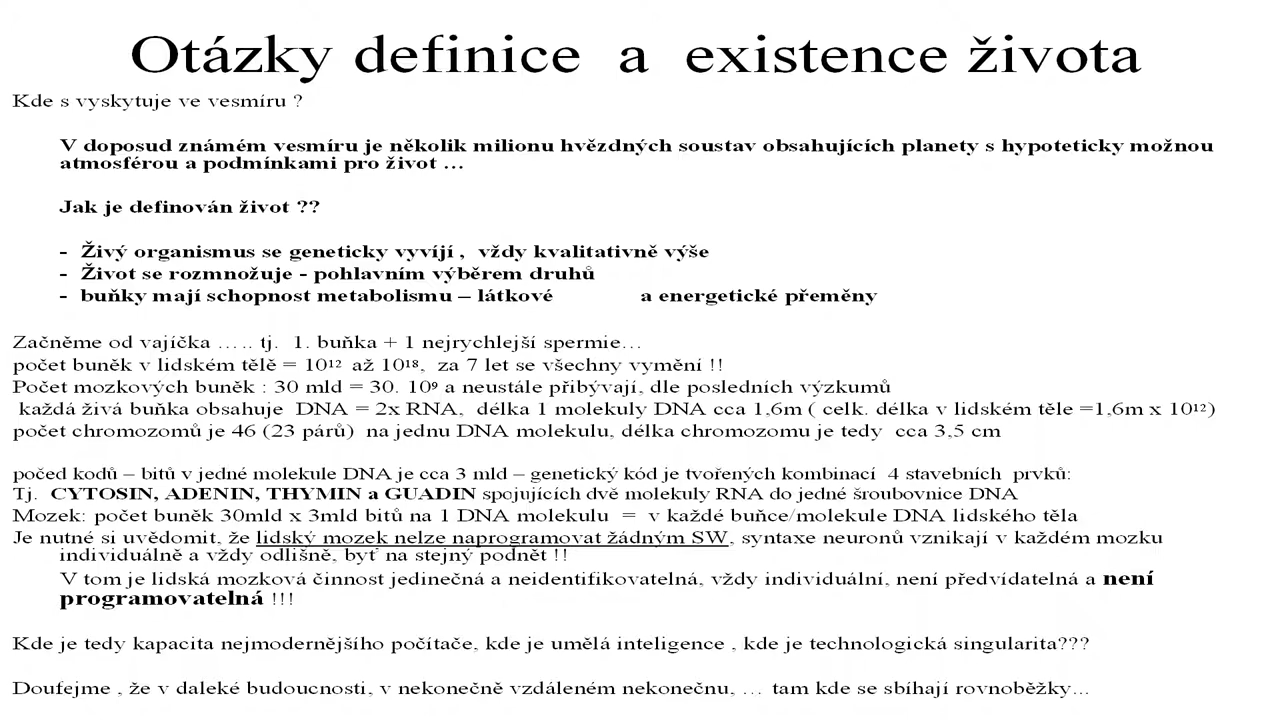 Otázky definice a existence života
Kde s vyskytuje ve vesmíru ?
V doposud známém vesmíru je několik milionu hvězdných soustav obsahujících planety s hypoteticky možnou
atmosférou a podmínkami pro život …
Jak je definován život ??
- Živý organismus se geneticky vyvíjí , vždy kvalitativně výše
- Život se rozmnožuje - pohlavním výběrem druhů
- buňky mají schopnost metabolismu – látkové a energetické přeměny
Začněme od vajíčka ….. tj. 1. buňka + 1 nejrychlejší spermie…
počet buněk v lidském tělě = 10¹² až 10¹⁸, za 7 let se všechny vymění !!
Počet mozkových buněk : 30 mld = 30. 10⁹ a neustále přibývají, dle posledních výzkumů
každá živá buňka obsahuje DNA = 2x RNA, délka 1 molekuly DNA cca 1,6m ( celk. délka v lidském těle =1,6m x 10¹²)
počet chromozomů je 46 (23 párů) na jednu DNA molekulu, délka chromozomu je tedy cca 3,5 cm
počed kodů – bitů v jedné molekule DNA je cca 3 mld – genetický kód je tvořených kombinací 4 stavebních prvků:
Tj. CYTOSIN, ADENIN, THYMIN a GUADIN spojujících dvě molekuly RNA do jedné šroubovnice DNA
Mozek: počet buněk 30mld x 3mld bitů na 1 DNA molekulu = v každé buňce/molekule DNA lidského těla
Je nutné si uvědomit, že lidský mozek nelze naprogramovat žádným SW, syntaxe neuronů vznikají v každém mozku
individuálně a vždy odlišně, byť na stejný podnět !!
V tom je lidská mozková činnost jedinečná a neidentifikovatelná, vždy individuální, není předvídatelná a není
programovatelná !!!
Kde je tedy kapacita nejmodernějšího počítače, kde je umělá inteligence , kde je technologická singularita???
Doufejme , že v daleké budoucnosti, v nekonečně vzdáleném nekonečnu, … tam kde se sbíhají rovnoběžky...